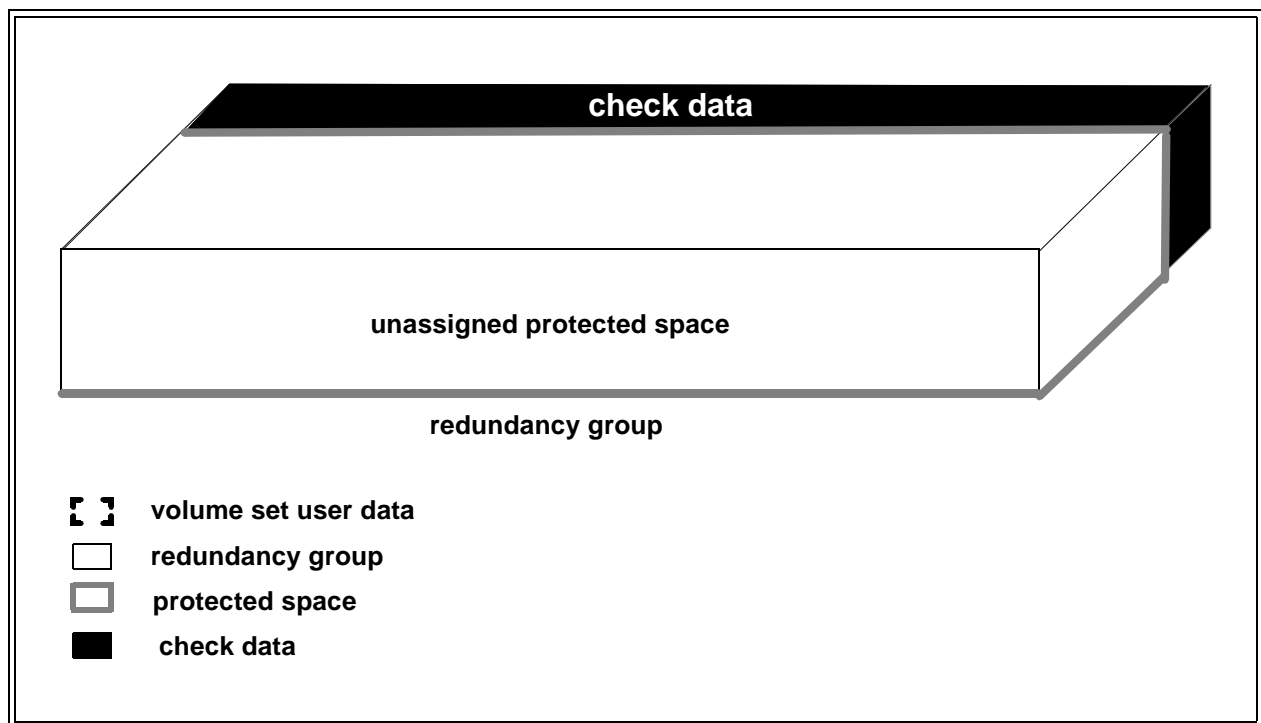 check data
unassigned protected space
redundancy group
volume set user data
redundancy group
protected space
check data